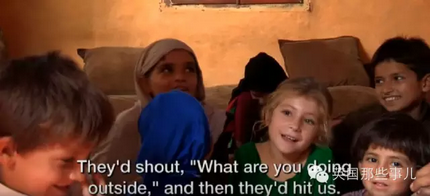 They'd shout, "What are you doing
outside," and then they'd hit us.
英国那些事儿